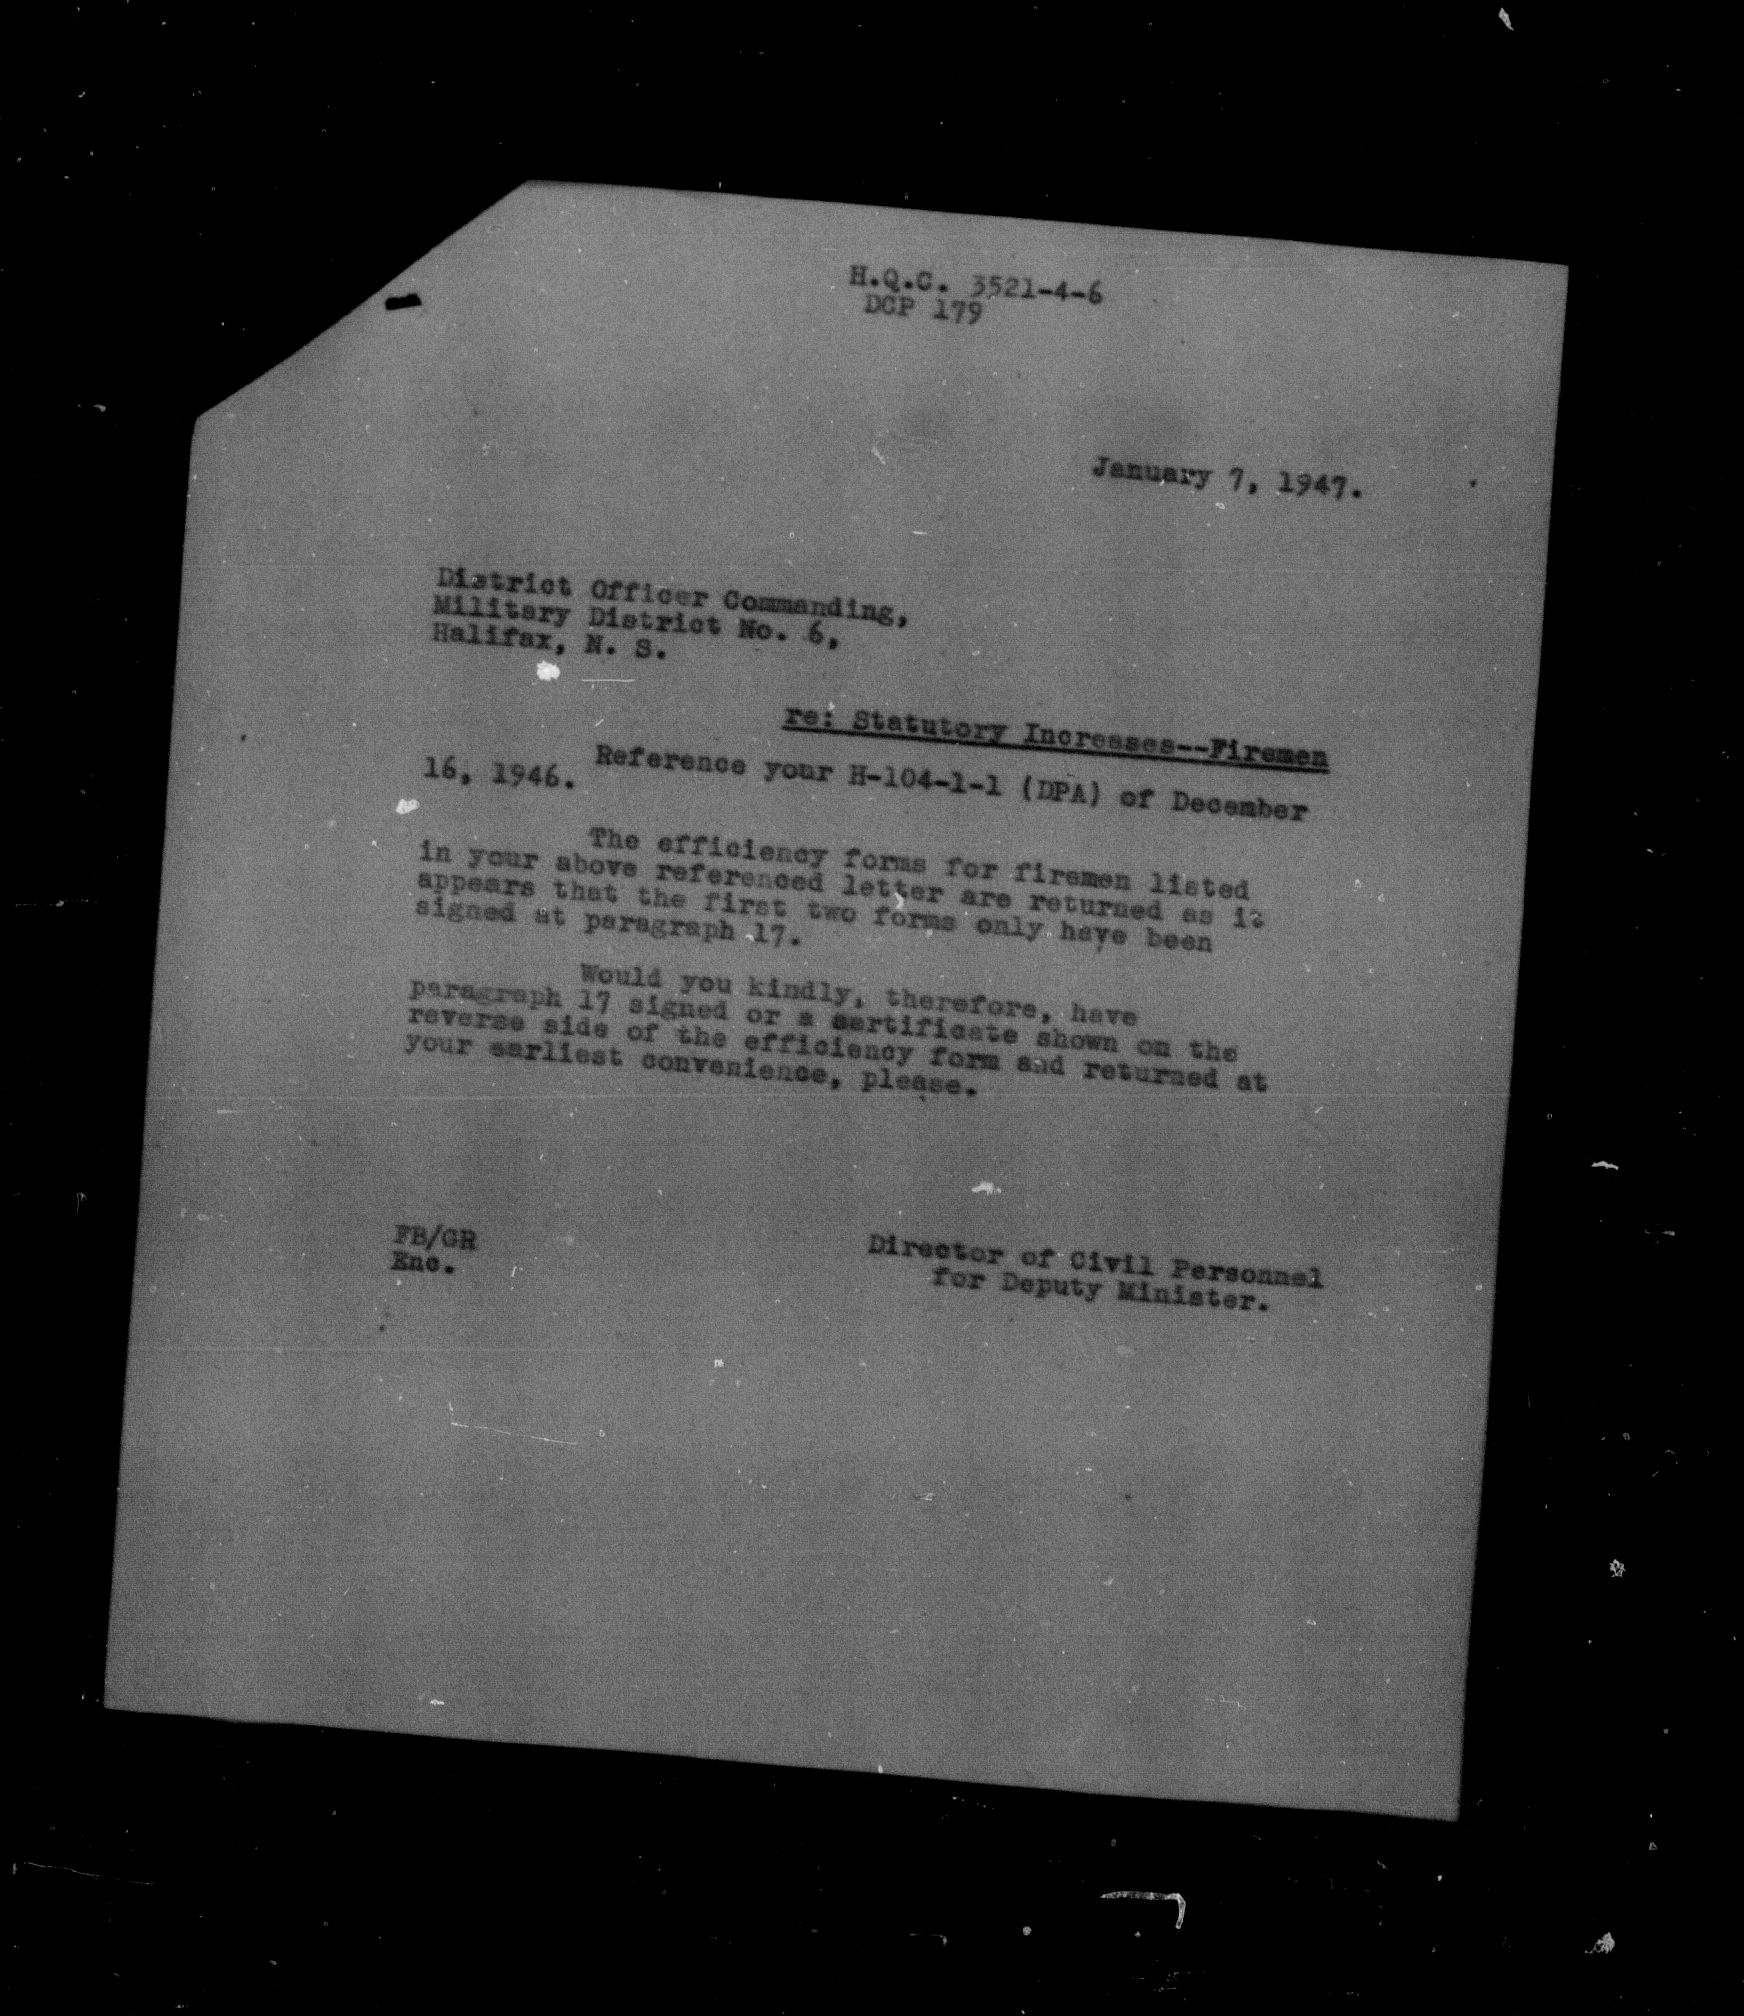 H.Q.C. 3521-4-6
DCP 179
January 7, 1947.
District Officer Commanding,
Military District No. 6,
Halifax, N. S.
re: Statutory Increases--Firemen
Reference your H-104-1-1 (DPA) of December
16, 1946.
The efficiency forms for firemen listed
in your above referenced letter are returned as it
appears that the first two forms only have been
signed at paragraph 17.
Would you kindly, therefore, have
paragraph 17 signed or a certificate shown on the
reverse side of the efficiency form and returned at
your earliest convenience, please.
FB/GR
Enc.
Director of Civil Personnel
for Deputy Minister.